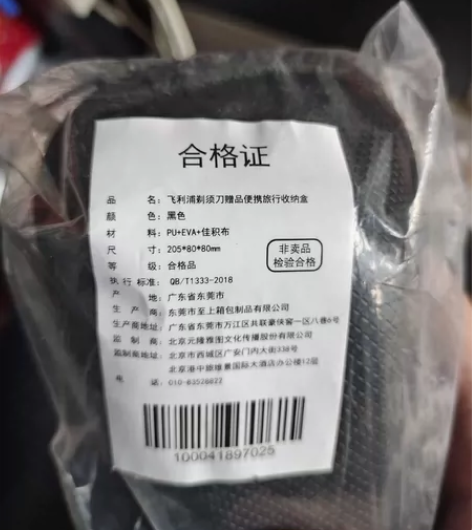 合格证
品 名: 飞利浦剃须刀赠品便携旅行收纳盒
颜 色: 黑色
材 料: PU+EVA+佳积布
尺 寸: 205*80*80mm
等 级: 合格品
非卖品
检验合格
执行标准: QB/T1333-2018
产 地: 广东省东莞市
生 产 商: 东莞市至上箱包制品有限公司
生产商地址: 广东省东莞市万江区共联豪侠窖一区八巷6号
监 制 商: 北京元隆雅图文化传播股份有限公司
监制商地址: 北京市西城区广安门内大街338号
北京港中旅维景国际大酒店办公楼12层
电 话: 010-83528822
100041897025